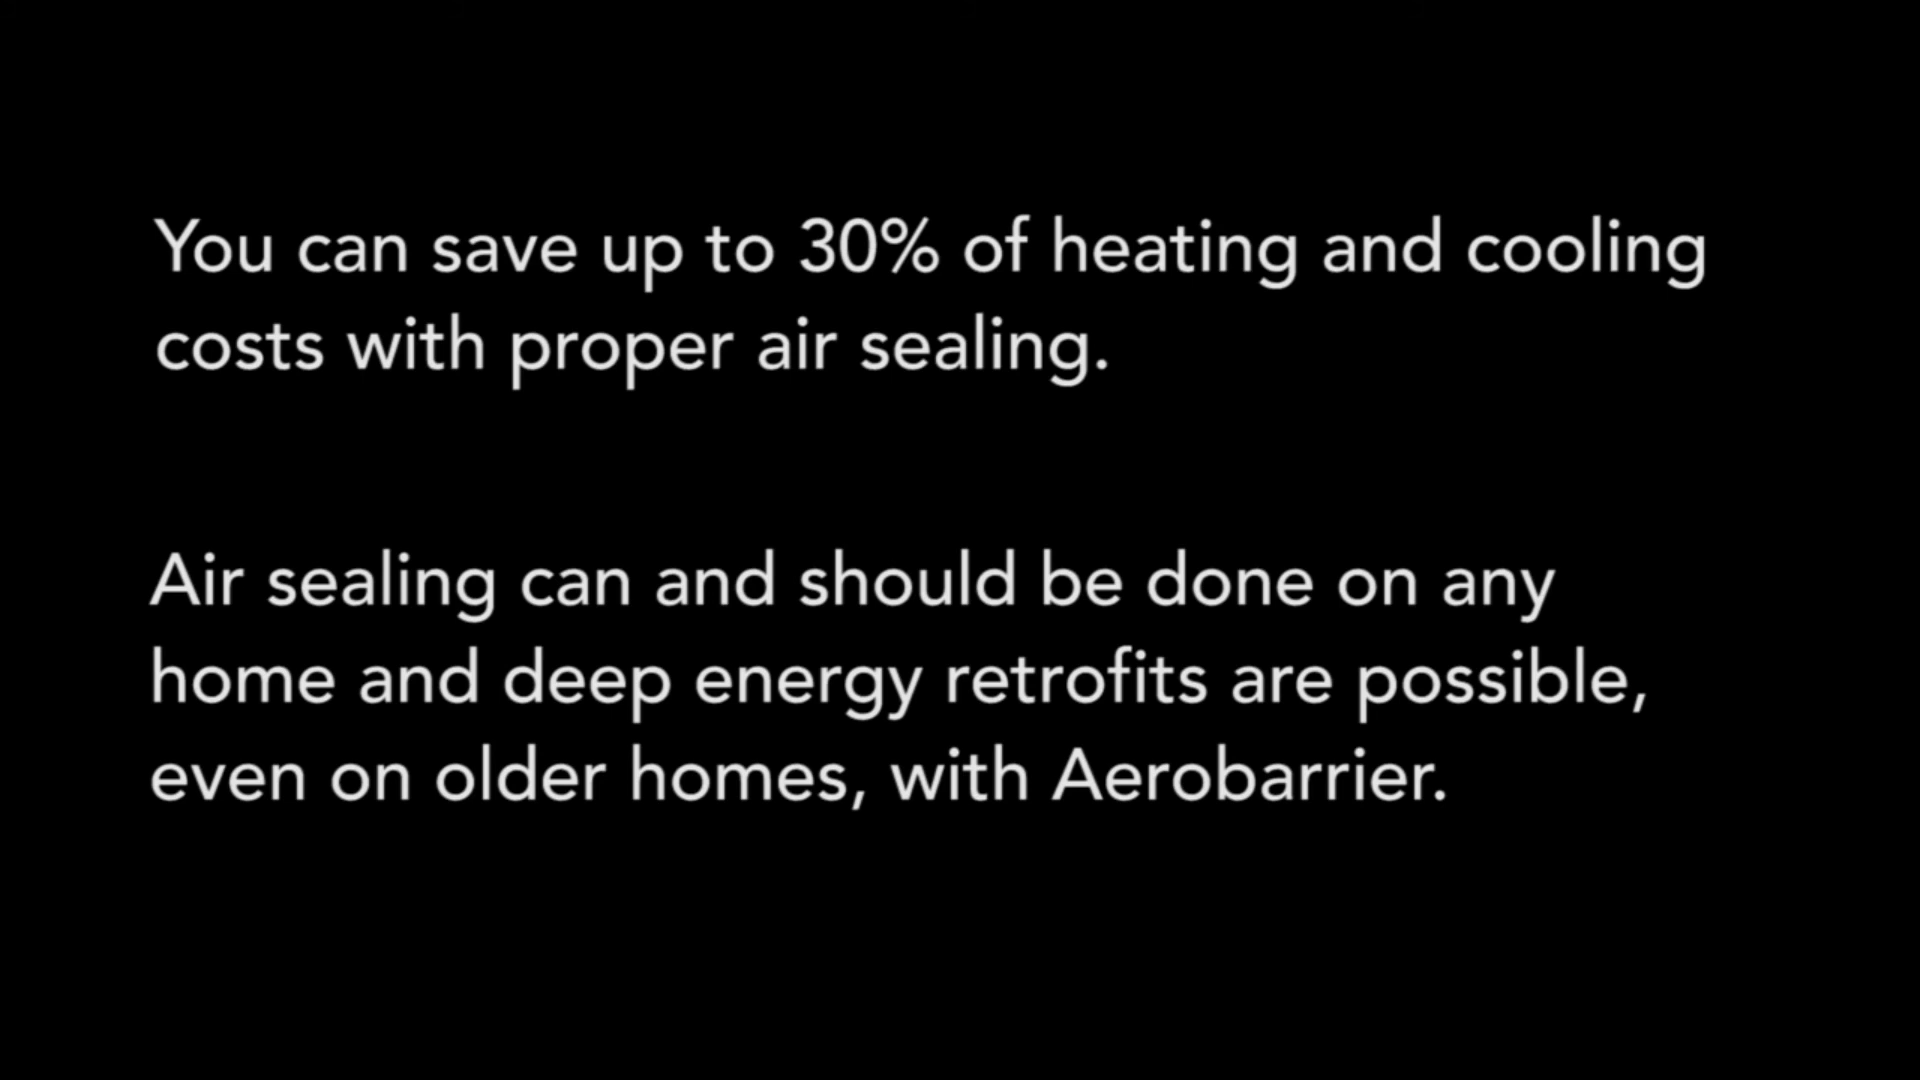 You can save up to 30% of heating and cooling
costs with proper air sealing.
Air sealing can and should be done on any
home and deep energy retrofits are possible,
even on older homes, with Aerobarrier.